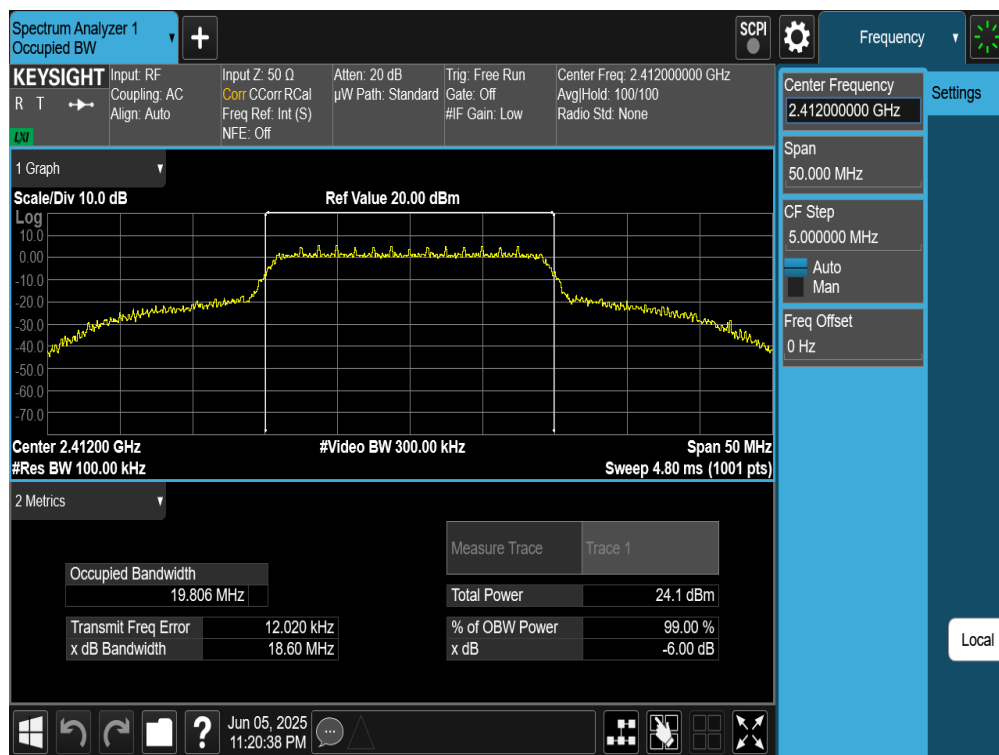 Spectrum Analyzer 1
Occupied BW
+
SCPI
Frequency
KEYSIGHT
R T
LXI
Input: RF
Coupling: AC
Align: Auto
Input Z: 50 Ω
Corr CCorr RCal
Freq Ref: Int (S)
NFE: Off
Atten: 20 dB
µW Path: Standard
Trig: Free Run
Gate: Off
#IF Gain: Low
Center Freq: 2.412000000 GHz
Avg|Hold: 100/100
Radio Std: None
Center Frequency
2.412000000 GHz
Settings
Span
50.000 MHz
CF Step
5.000000 MHz
Auto
Man
Freq Offset
0 Hz
1 Graph
Scale/Div 10.0 dB
Ref Value 20.00 dBm
Log
10.0
0.00
-10.0
-20.0
-30.0
-40.0
-50.0
-60.0
-70.0
Center 2.41200 GHz
#Video BW 300.00 kHz
Span 50 MHz
#Res BW 100.00 kHz
Sweep 4.80 ms (1001 pts)
2 Metrics
Measure Trace
Trace 1
Occupied Bandwidth
19.806 MHz
Total Power
24.1 dBm
Transmit Freq Error
12.020 kHz
% of OBW Power
99.00 %
x dB Bandwidth
18.60 MHz
x dB
-6.00 dB
Local
?
Jun 05, 2025
11:20:38 PM